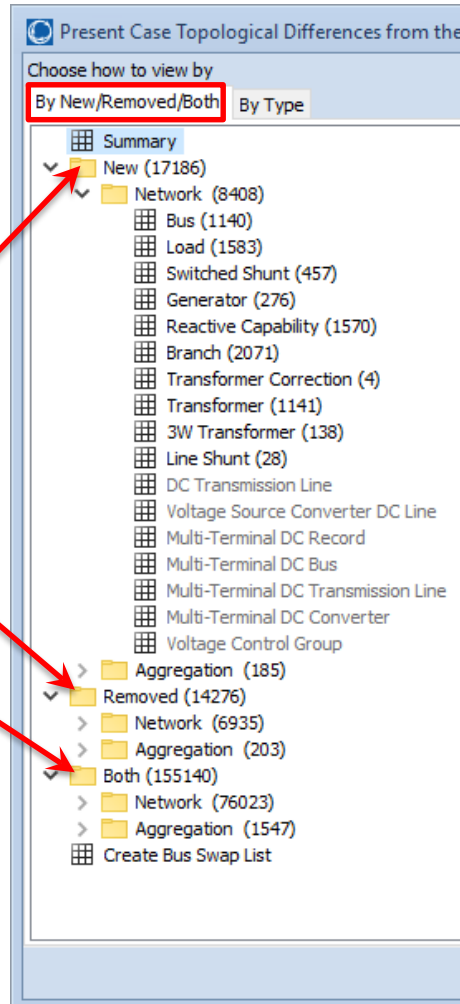 Present Case Topological Differences from the
Choose how to view by
By New/Removed/Both By Type
Summary
New (17186)
Network (8408)
Bus (1140)
Load (1583)
Switched Shunt (457)
Generator (276)
Reactive Capability (1570)
Branch (2071)
Transformer Correction (4)
Transformer (1141)
3W Transformer (138)
Line Shunt (28)
DC Transmission Line
Voltage Source Converter DC Line
Multi-Terminal DC Record
Multi-Terminal DC Bus
Multi-Terminal DC Transmission Line
Multi-Terminal DC Converter
Voltage Control Group
Aggregation (185)
Removed (14276)
Network (6935)
Aggregation (203)
Both (155140)
Network (76023)
Aggregation (1547)
Create Bus Swap List